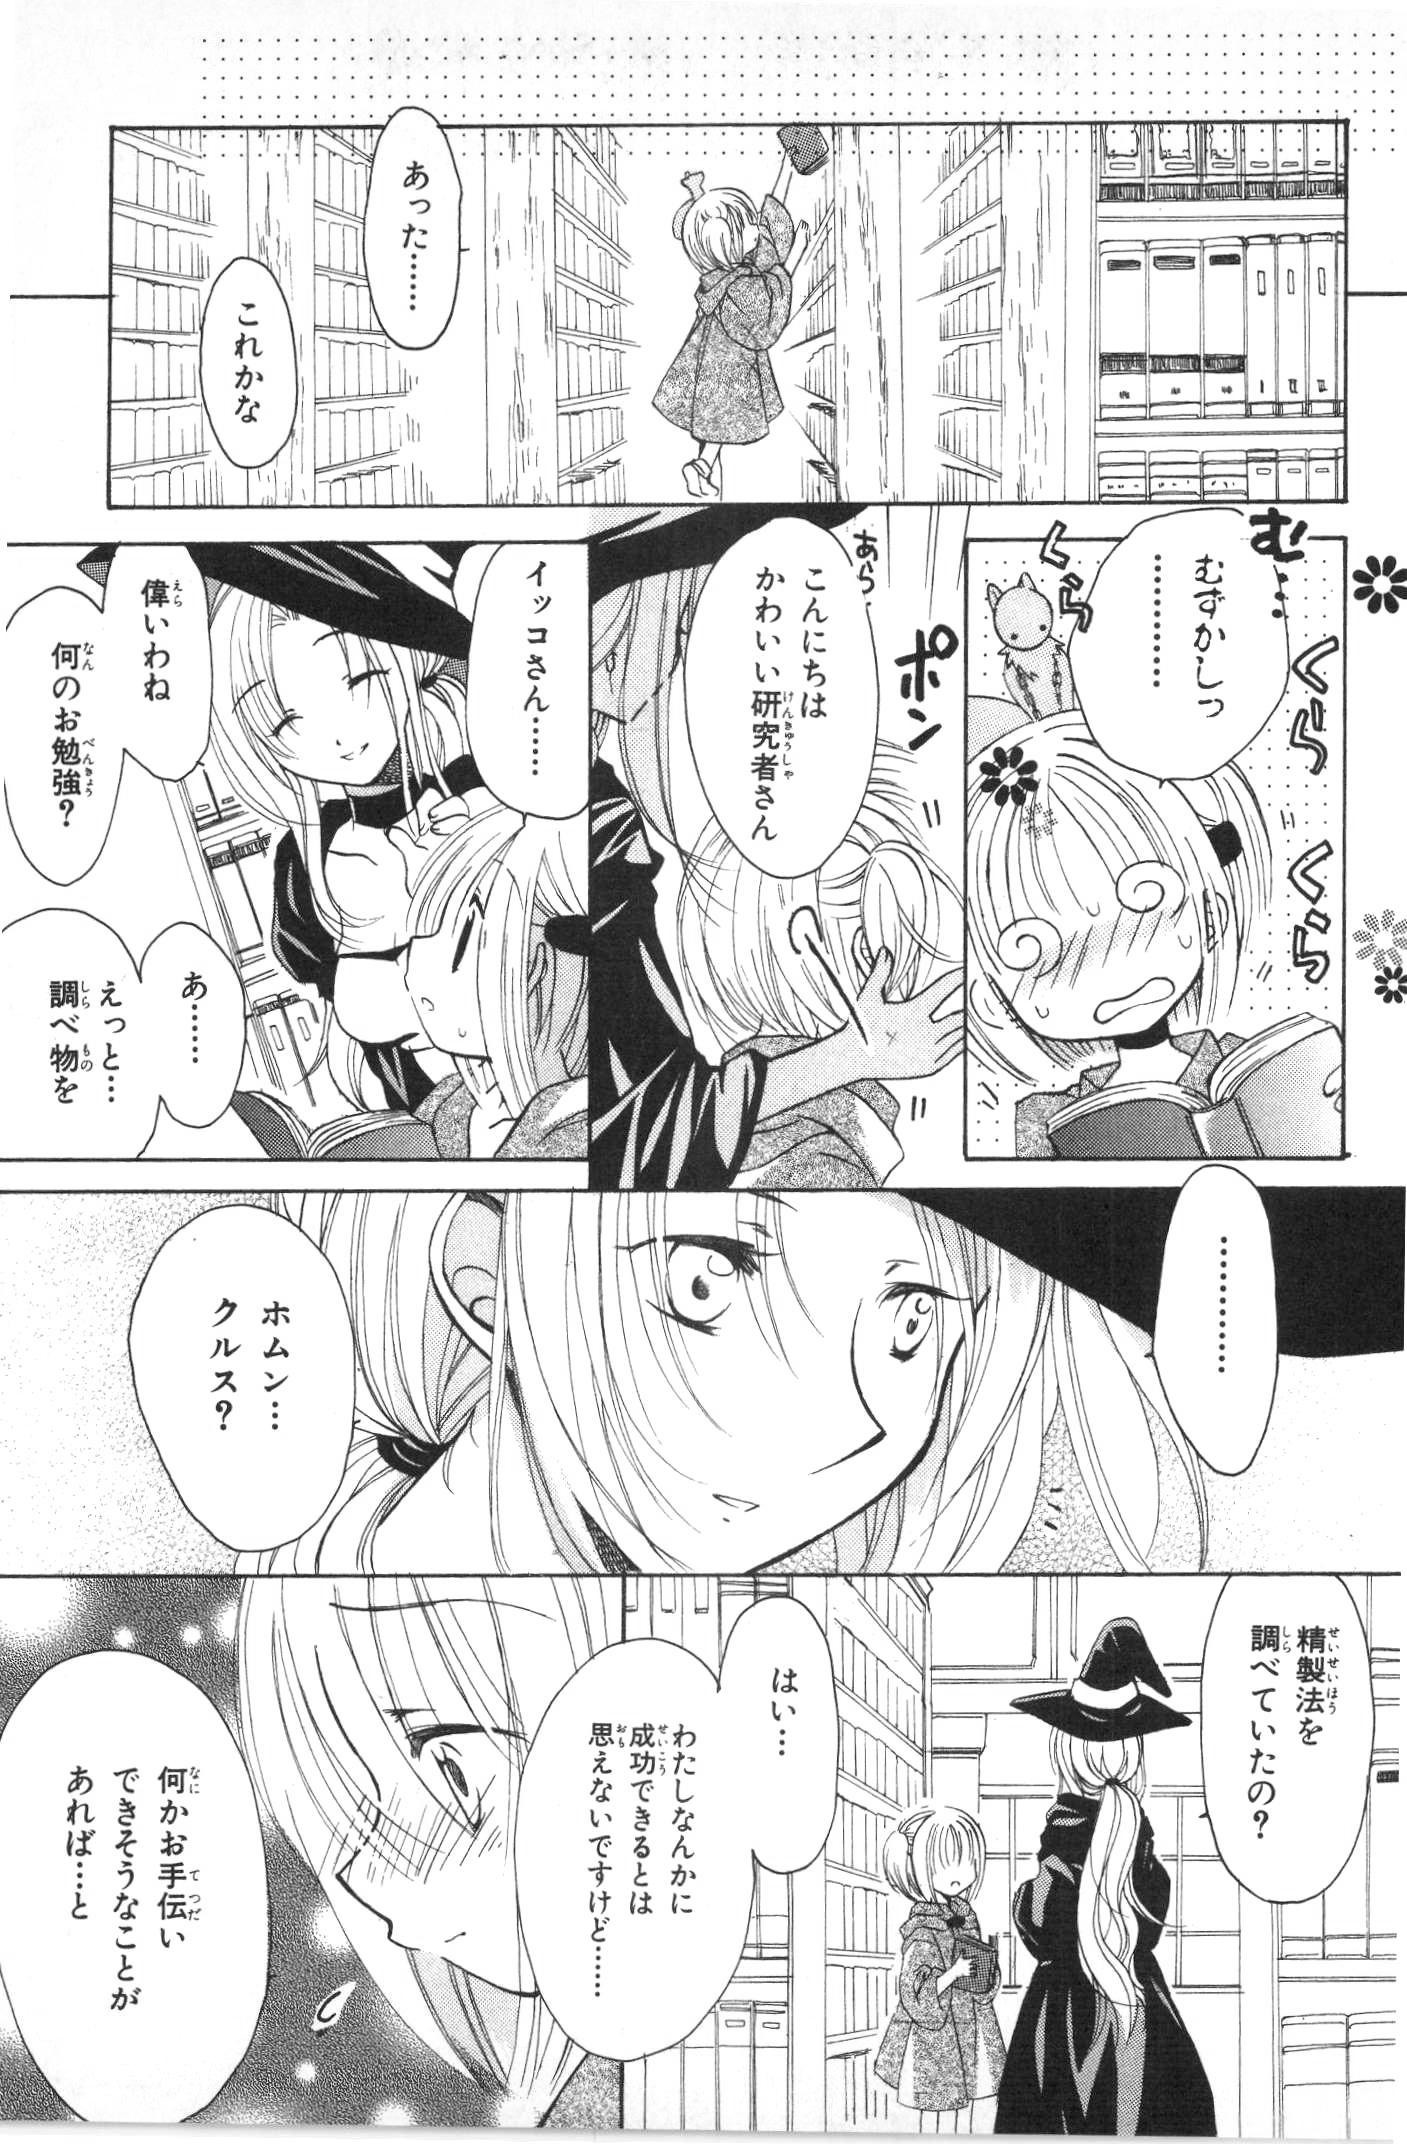 あった……
これかな
む…
むずかしっ
…………
くらくら
ぐらぐら
あらっ
ポン
こんにちは
かわいい研究者さん
イッコさん……
偉いわね
何のお勉強？
あ……
えっと…
調べ物を
…………
ホムン…
クルス？
精製法を
調べていたの？
はい…
わたしなんかに
成功できるとは
思えないですけど……
何かお手伝い
できそうなことが
あれば…と